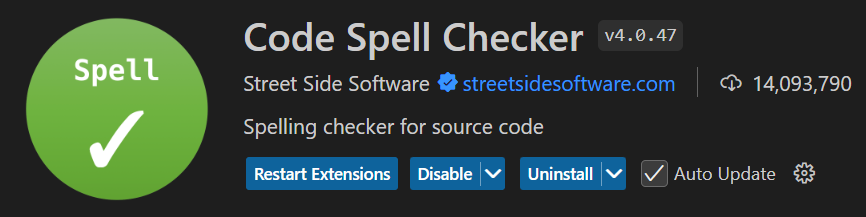 Spell
Code Spell Checker v4.0.47
Street Side Software streetsidesoftware.com 14,093,790
Spelling checker for source code
Restart Extensions Disable Uninstall Auto Update